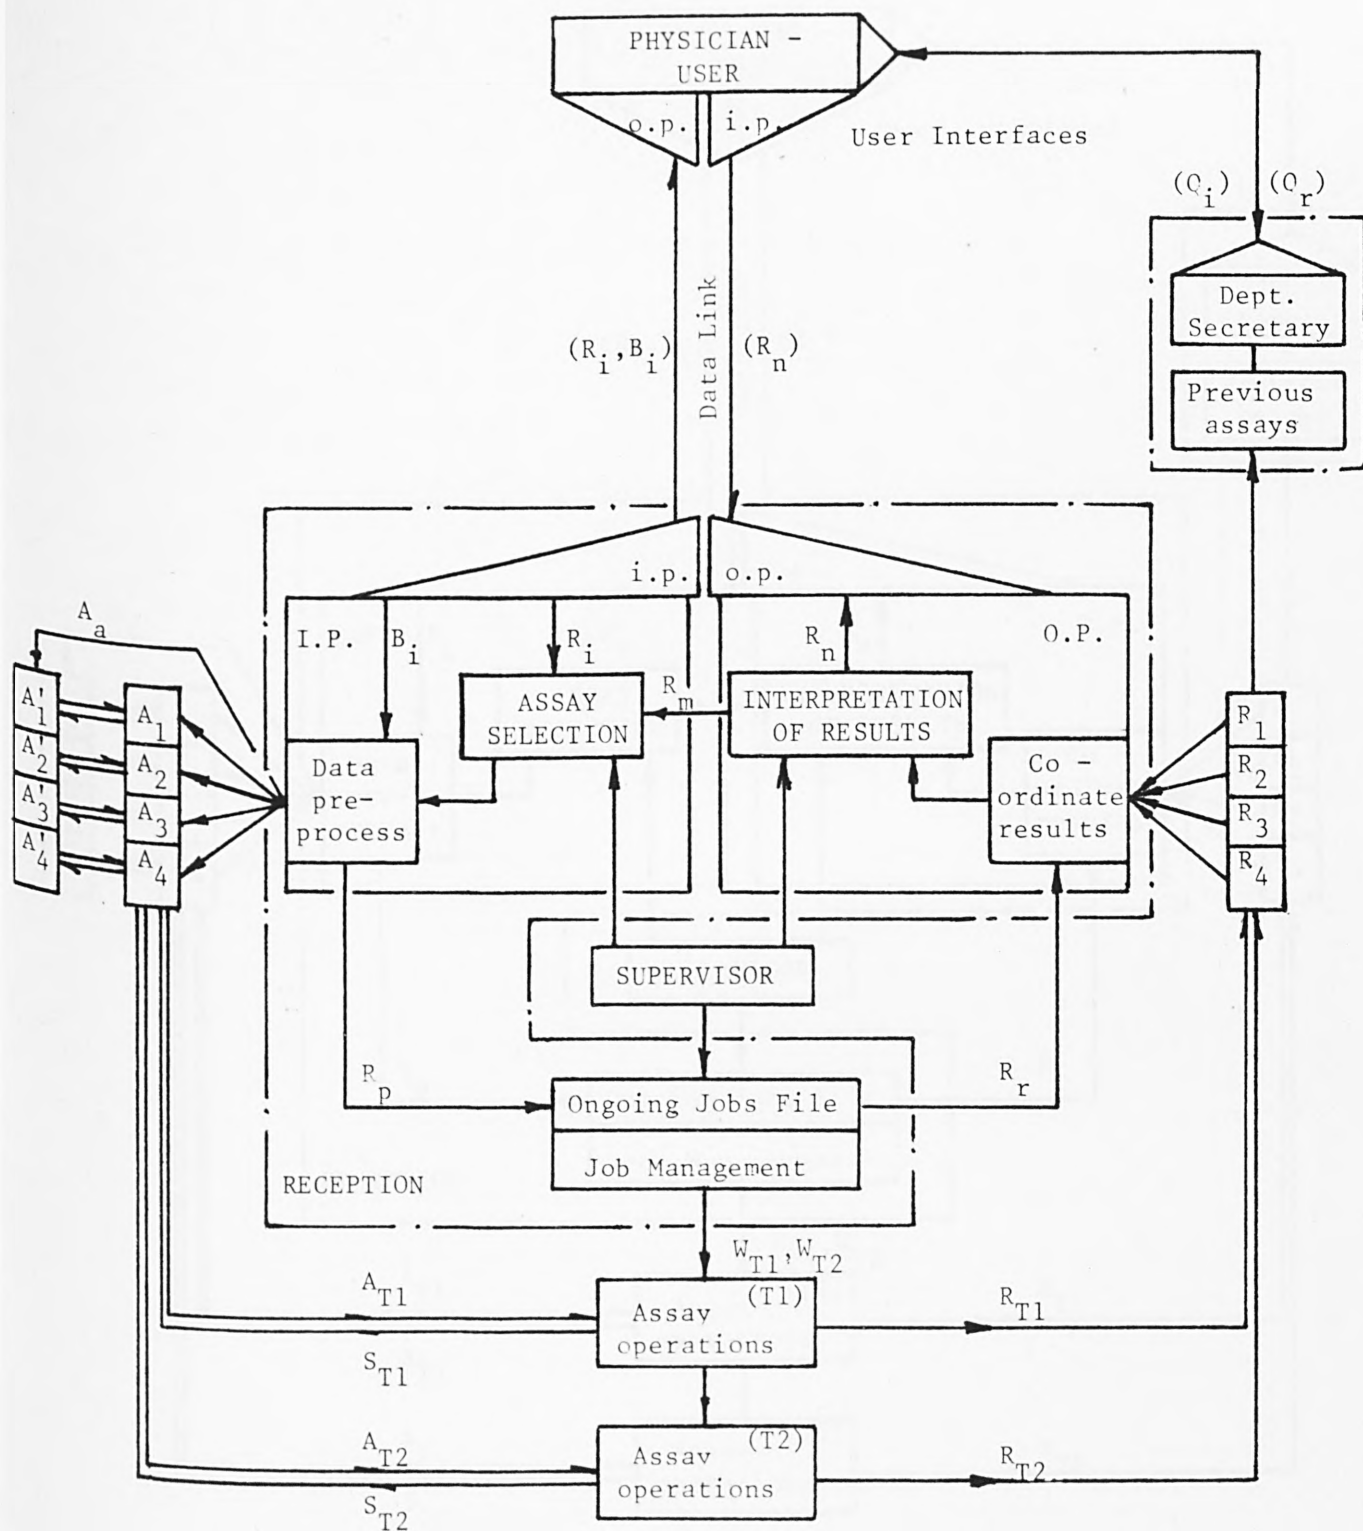 PHYSICIAN -
USER
o.p.
i.p.
User Interfaces
(Q_i)
(Q_r)
Dept.
Secretary
Previous
assays
Data Link
(R_i,B_i)
(R_n)
i.p.
o.p.
A_a
I.P.
B_i
R_i
R_n
O.P.
A'_1
A'_2
A'_3
A'_4
A_1
A_2
A_3
A_4
ASSAY
SELECTION
R_m
INTERPRETATION
OF RESULTS
Data
pre-
process
Co -
ordinate
results
R_1
R_2
R_3
R_4
SUPERVISOR
R_p
R_r
Ongoing Jobs File
Job Management
RECEPTION
W_T1,W_T2
A_T1
S_T1
(T1)
Assay
operations
R_T1
A_T2
S_T2
(T2)
Assay
operations
R_T2